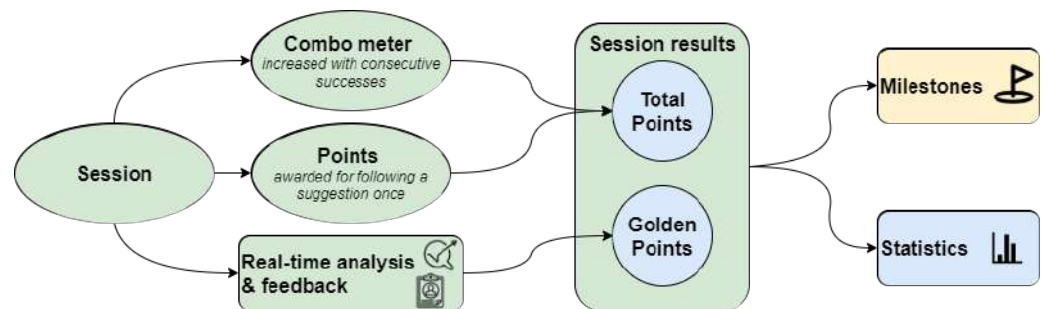 Session
Combo meter
increased with consecutive
successes
Points
awarded for following a
suggestion once
Real-time analysis
& feedback
Session results
Total
Points
Golden
Points
Milestones
Statistics